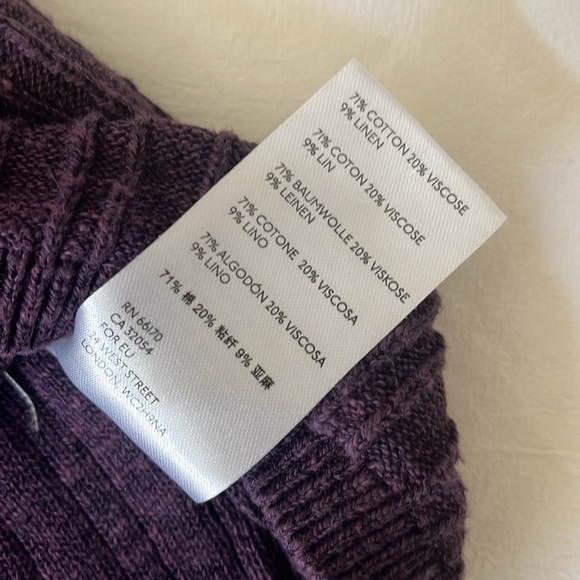 71% COTTON 20% VISCOSE
9% LINEN
71% COTON 20% VISCOSE
9% LIN
71% BAUMWOLLE 20% VISKOSE
9% LEINEN
71% COTONE 20% VISCOSA
9% LINO
71% ALGODÓN 20% VISCOSA
9% LINO
71% 棉 20% 粘纤 9% 亚麻
RN 66170
CA 32054
FOR EU
24 WEST STREET
LONDON: WC2H9NA